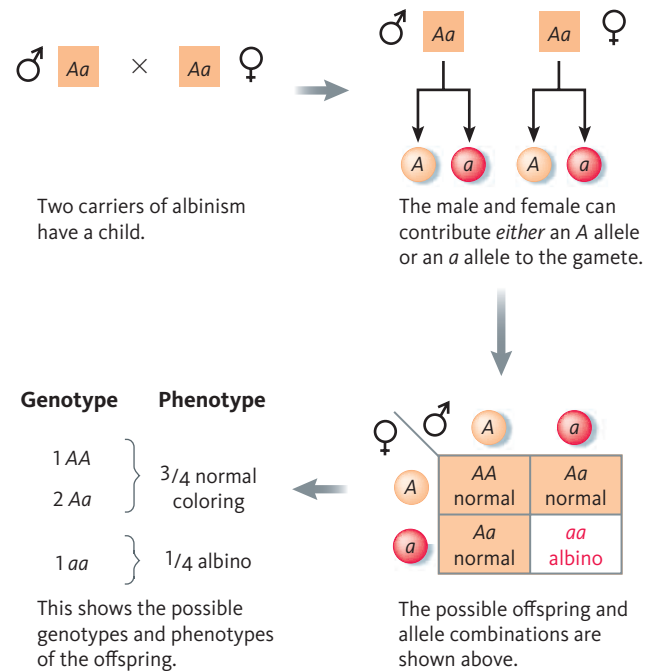 ♂ Aa × Aa ♀
Two carriers of albinism
have a child.
♂ Aa Aa ♀
A a A a
The male and female can
contribute either an A allele
or an a allele to the gamete.
♀ ♂ A a
A AA Aa
normal normal
a Aa aa
normal albino
The possible offspring and
allele combinations are
shown above.
Genotype Phenotype
1 AA
2 Aa
3/4 normal
coloring
1 aa 1/4 albino
This shows the possible
genotypes and phenotypes
of the offspring.